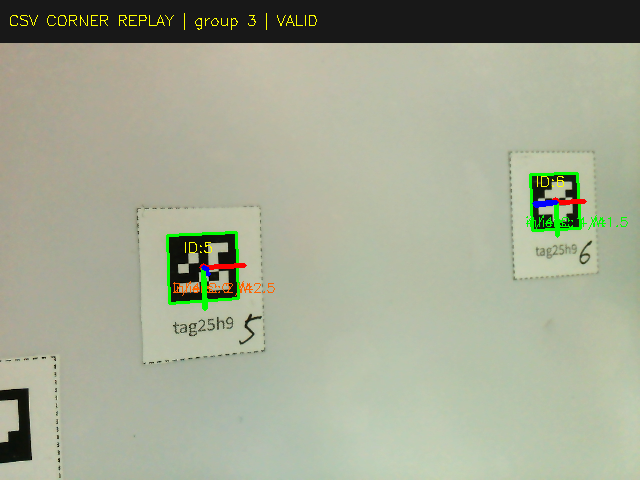 CSV CORNER REPLAY | group 3 | VALID
ID:6
tag25h9 6
ID:5
tag25h9 5